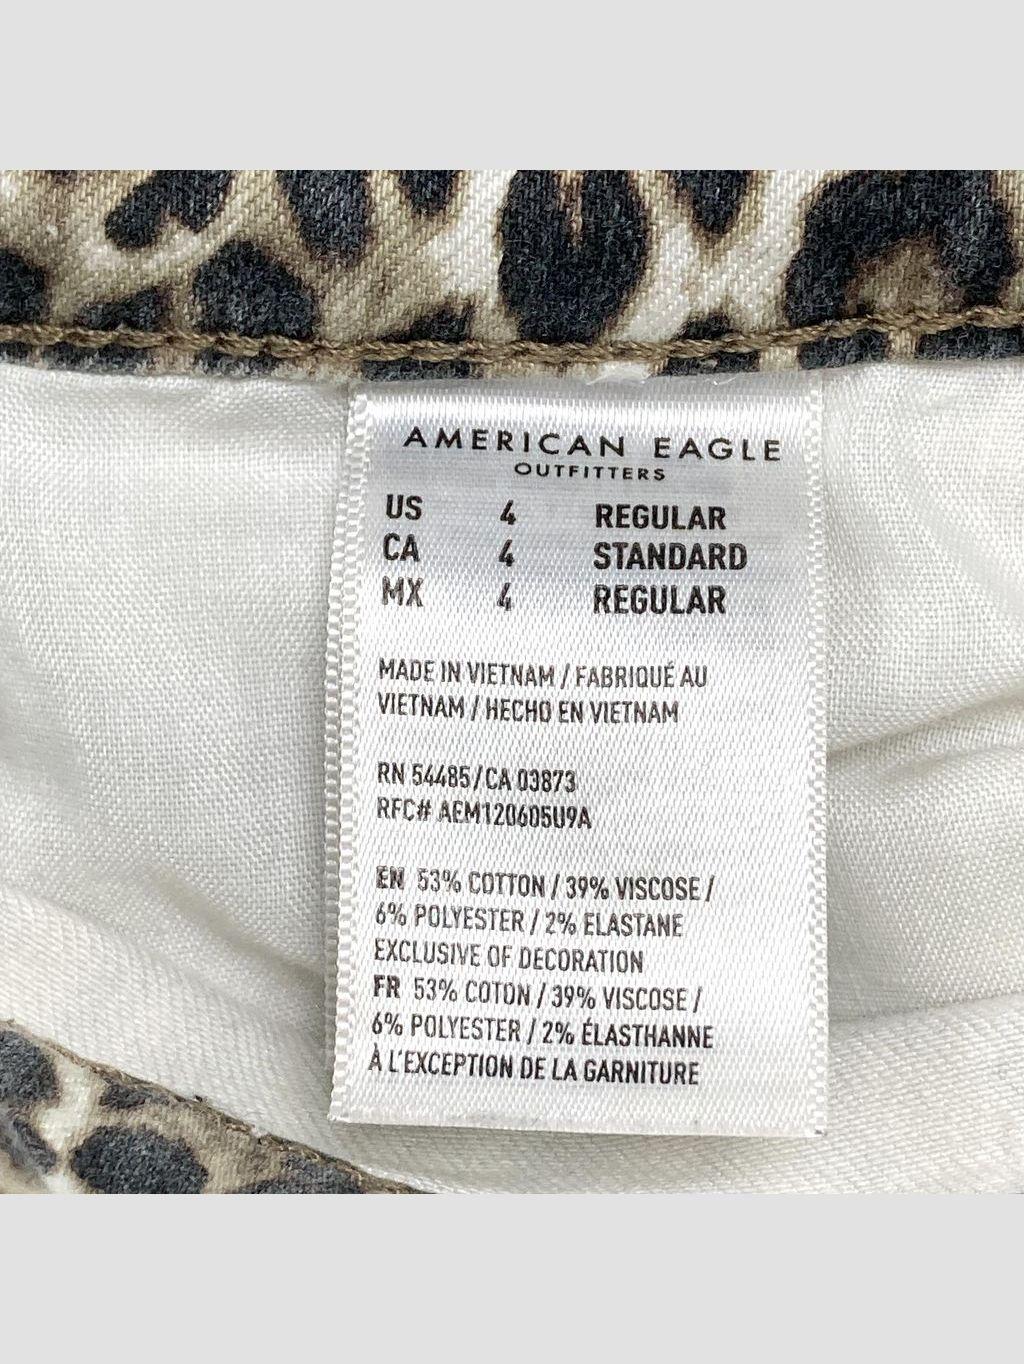 AMERICAN EAGLE
OUTFITTERS
US 4 REGULAR
CA 4 STANDARD
MX 4 REGULAR
MADE IN VIETNAM / FABRIQUÉ AU
VIETNAM / HECHO EN VIETNAM
RN 54485/CA 03873
RFC# AEM120605U9A
EN 53% COTTON / 39% VISCOSE /
6% POLYESTER / 2% ELASTANE
EXCLUSIVE OF DECORATION
FR 53% COTON / 39% VISCOSE /
6% POLYESTER / 2% ÉLASTHANNE
À L'EXCEPTION DE LA GARNITURE